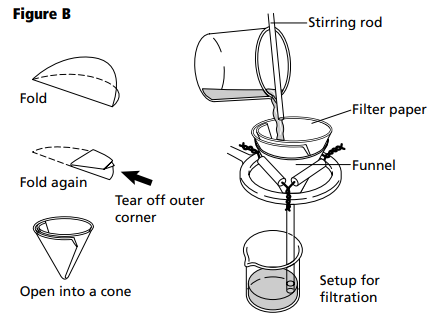 Figure B
Stirring rod
Fold
Filter paper
Funnel
Fold again
Tear off outer
corner
Open into a cone
Setup for
filtration